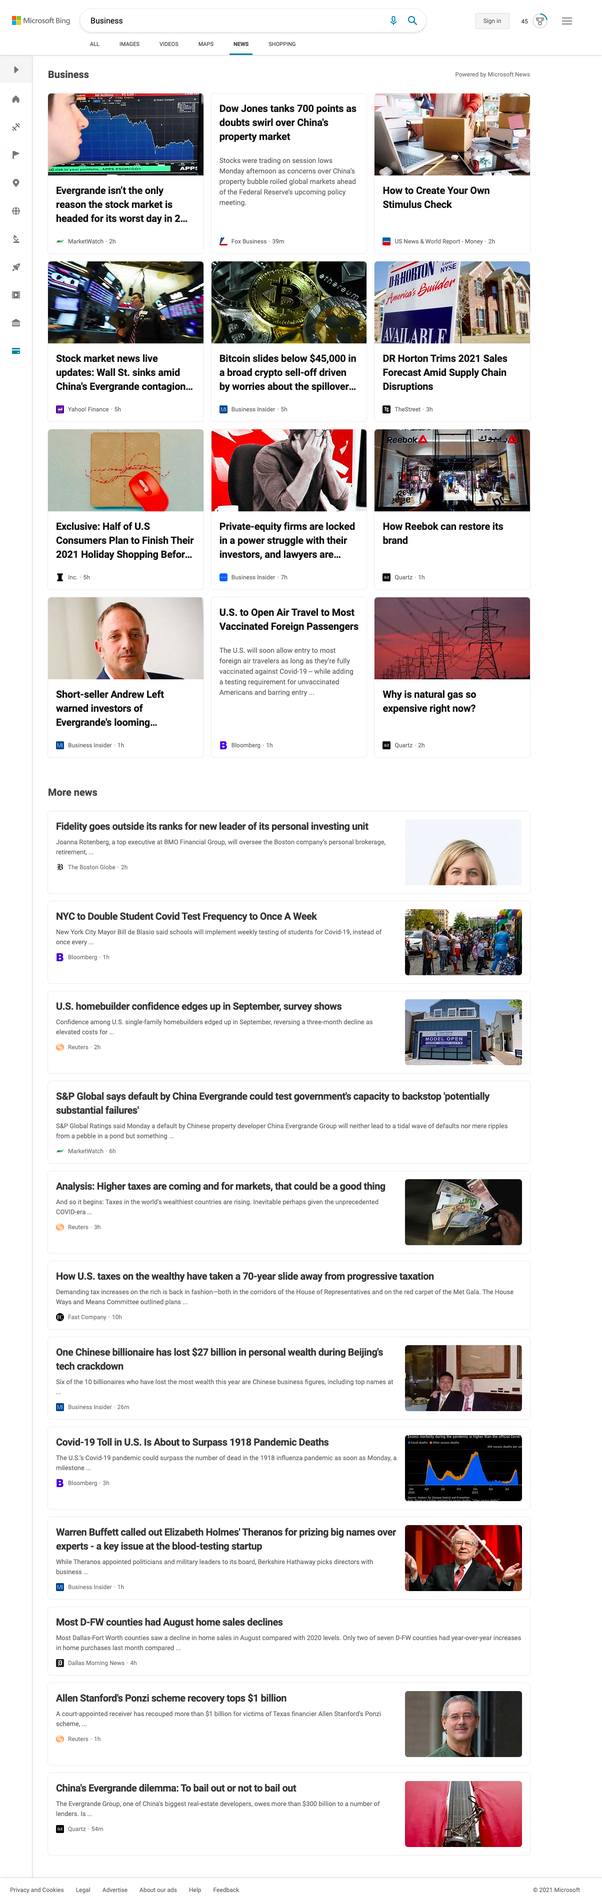 Microsoft Bing
Business
Sign in
45
ALL
IMAGES
VIDEOS
MAPS
NEWS
SHOPPING
Business
Powered by Microsoft News
APP:
Evergrande isn't the only
reason the stock market is
headed for its worst day in 2...
MarketWatch · 2h
Dow Jones tanks 700 points as
doubts swirl over China's
property market
Stocks were trading on session lows
Monday afternoon as concerns over China's
property bubble roiled global markets ahead
of the Federal Reserve's upcoming policy
meeting.
Fox Business · 39m
How to Create Your Own
Stimulus Check
US News & World Report - Money · 2h
Stock market news live
updates: Wall St. sinks amid
China's Evergrande contagion...
Yahoo! Finance · 5h
ethereum
Bitcoin slides below $45,000 in
a broad crypto sell-off driven
by worries about the spillover...
Business Insider · 5h
D·R·HORTON
NYSE
America's Builder
AVAILABLE
DR Horton Trims 2021 Sales
Forecast Amid Supply Chain
Disruptions
TheStreet · 3h
Exclusive: Half of U.S
Consumers Plan to Finish Their
2021 Holiday Shopping Befor...
Inc. · 5h
Private-equity firms are locked
in a power struggle with their
investors, and lawyers are...
Business Insider · 7h
Reebok
ريبوك
How Reebok can restore its
brand
Quartz · 1h
Short-seller Andrew Left
warned investors of
Evergrande's looming...
Business Insider · 1h
U.S. to Open Air Travel to Most
Vaccinated Foreign Passengers
The U.S. will soon allow entry to most
foreign air travelers as long as they're fully
vaccinated against Covid-19 -- while adding
a testing requirement for unvaccinated
Americans and barring entry ...
Bloomberg · 1h
Why is natural gas so
expensive right now?
Quartz · 2h
More news
Fidelity goes outside its ranks for new leader of its personal investing unit
Joanna Rotenberg, a top executive at BMO Financial Group, will oversee the Boston company's personal brokerage,
retirement, ...
The Boston Globe · 2h
NYC to Double Student Covid Test Frequency to Once A Week
New York City Mayor Bill de Blasio said schools will implement weekly testing of students for Covid-19, instead of
once every ...
Bloomberg · 1h
U.S. homebuilder confidence edges up in September, survey shows
Confidence among U.S. single-family homebuilders edged up in September, reversing a three-month decline as
elevated costs for ...
Reuters · 2h
MODEL OPEN
S&P Global says default by China Evergrande could test government's capacity to backstop 'potentially
substantial failures'
S&P Global Ratings said Monday a default by Chinese property developer China Evergrande Group will neither lead to a tidal wave of defaults nor mere ripples
from a pebble in a pond but something ...
MarketWatch · 6h
Analysis: Higher taxes are coming and for markets, that could be a good thing
And so it begins: Taxes in the world's wealthiest countries are rising. Inevitable perhaps given the unprecedented
COVID-era ...
Reuters · 3h
How U.S. taxes on the wealthy have taken a 70-year slide away from progressive taxation
Demanding tax increases on the rich is back in fashion—both in the corridors of the House of Representatives and on the red carpet of the Met Gala. The House
Ways and Means Committee outlined plans ...
Fast Company · 10h
One Chinese billionaire has lost $27 billion in personal wealth during Beijing's
tech crackdown
Six of the 10 billionaires who have lost the most wealth this year are Chinese business figures, including top names at
...
Business Insider · 26m
Covid-19 Toll in U.S. Is About to Surpass 1918 Pandemic Deaths
The U.S.'s Covid-19 pandemic could surpass the number of dead in the 1918 influenza pandemic as soon as Monday, a
milestone ...
Bloomberg · 3h
Warren Buffett called out Elizabeth Holmes' Theranos for prizing big names over
experts - a key issue at the blood-testing startup
While Theranos appointed politicians and military leaders to its board, Berkshire Hathaway picks directors with
business ...
Business Insider · 1h
Most D-FW counties had August home sales declines
Most Dallas-Fort Worth counties saw a decline in home sales in August compared with 2020 levels. Only two of seven D-FW counties had year-over-year increases
in home purchases last month compared ...
Dallas Morning News · 4h
Allen Stanford's Ponzi scheme recovery tops $1 billion
A court-appointed receiver has recouped more than $1 billion for victims of Texas financier Allen Stanford's Ponzi
scheme, ...
Reuters · 1h
China's Evergrande dilemma: To bail out or not to bail out
The Evergrande Group, one of China's biggest real-estate developers, owes more than $300 billion to a number of
lenders. Is ...
Quartz · 54m
Privacy and Cookies
Legal
Advertise
About our ads
Help
Feedback
© 2021 Microsoft